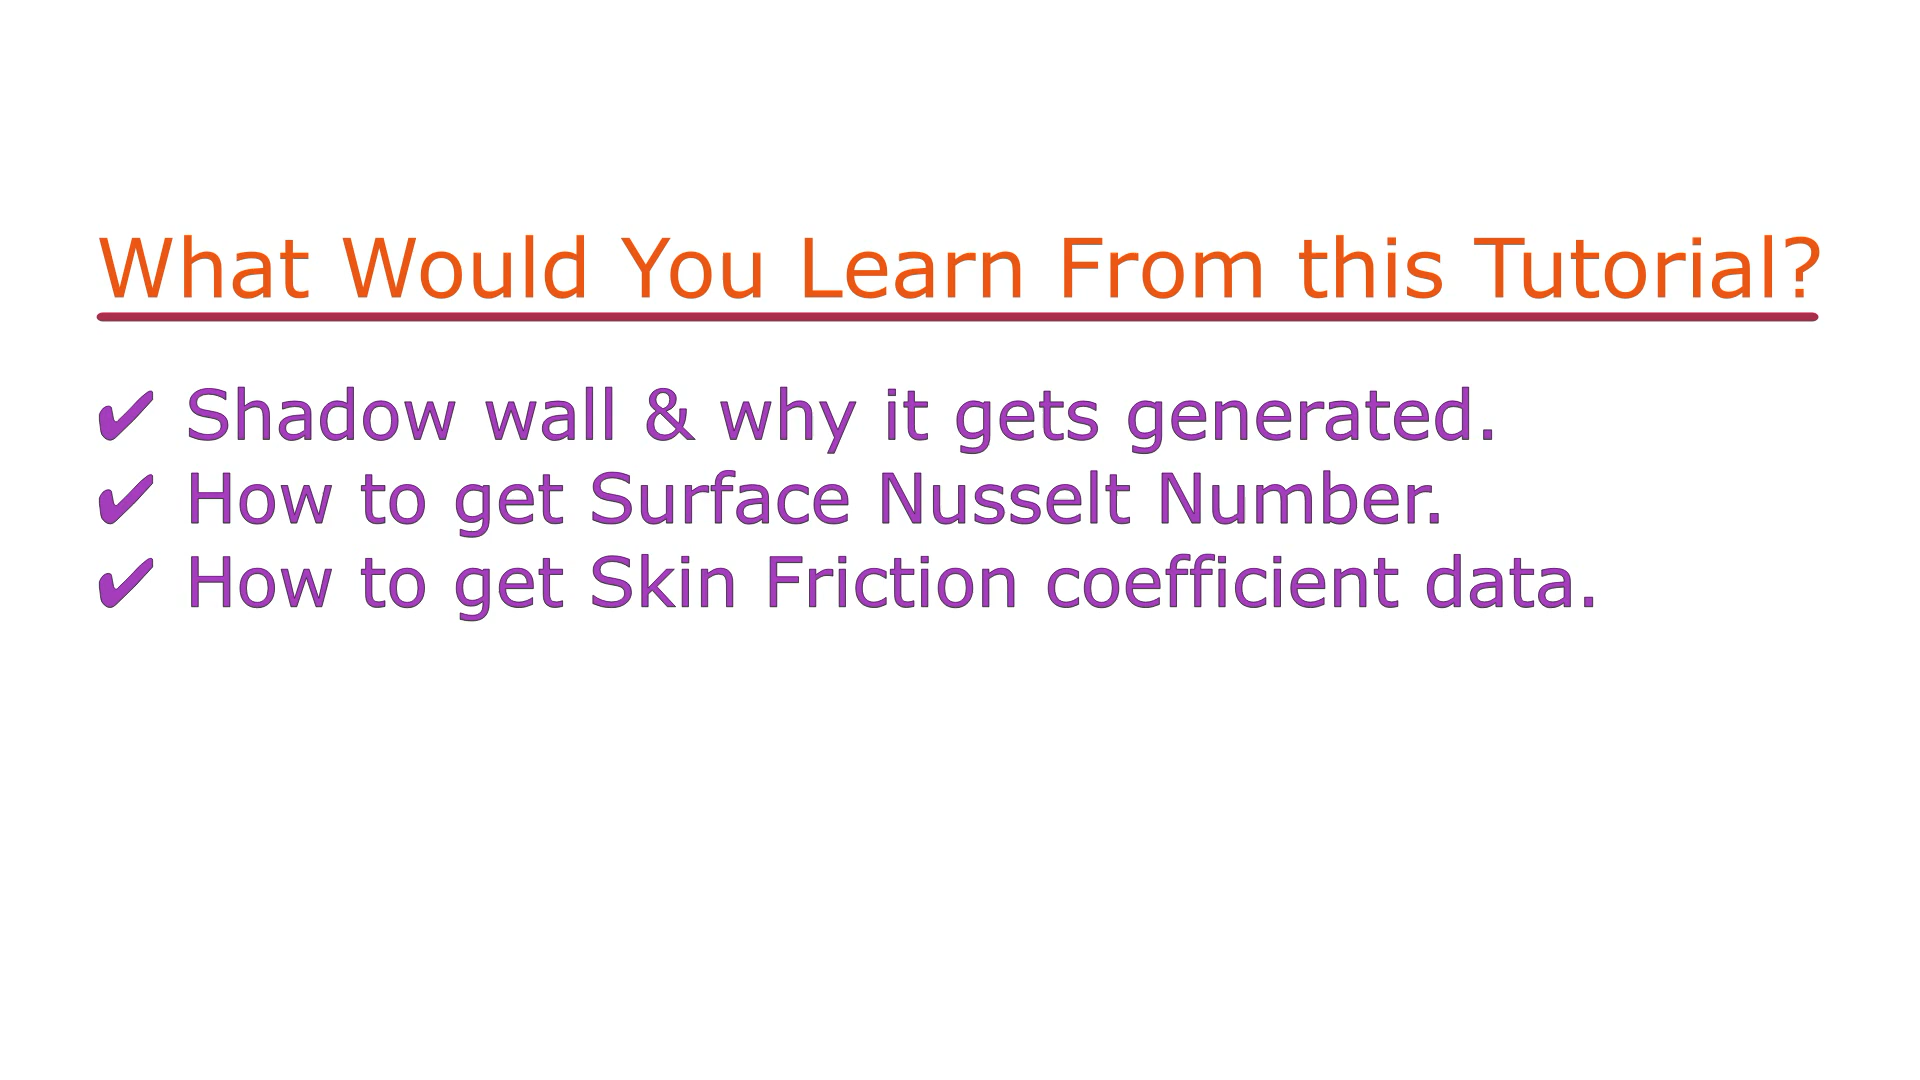 What Would You Learn From this Tutorial?
✔ Shadow wall & why it gets generated.
✔ How to get Surface Nusselt Number.
✔ How to get Skin Friction coefficient data.